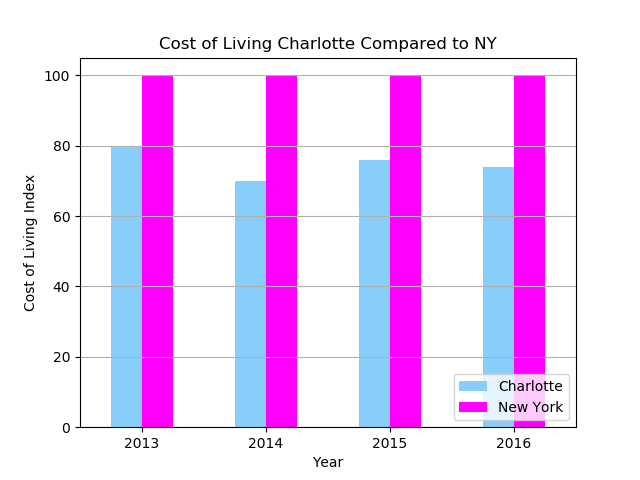 Cost of Living Charlotte Compared to NY
100
80
60
40
20
0
Cost of Living Index
2013 2014 2015 2016
Year
Charlotte
New York